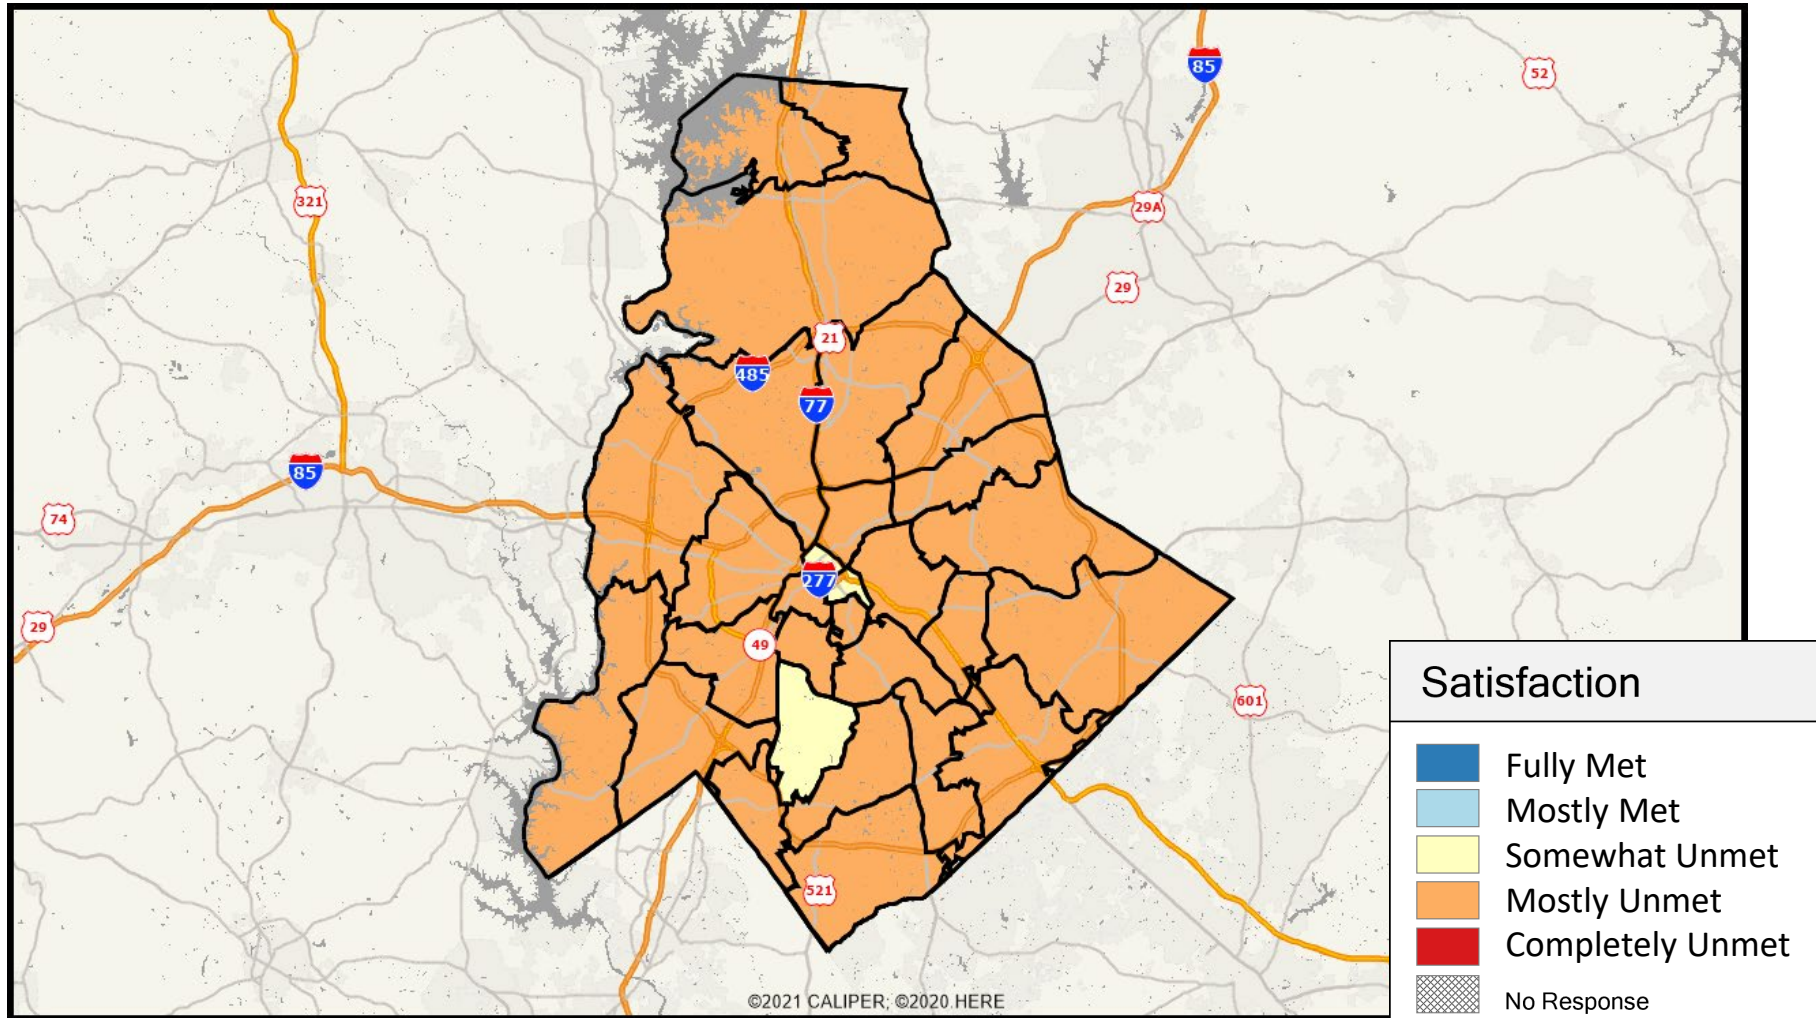 85
52
321
29A
29
21
485
77
85
74
277
29
49
601
521
Satisfaction
Fully Met
Mostly Met
Somewhat Unmet
Mostly Unmet
Completely Unmet
No Response
©2021 CALIPER; ©2020 HERE